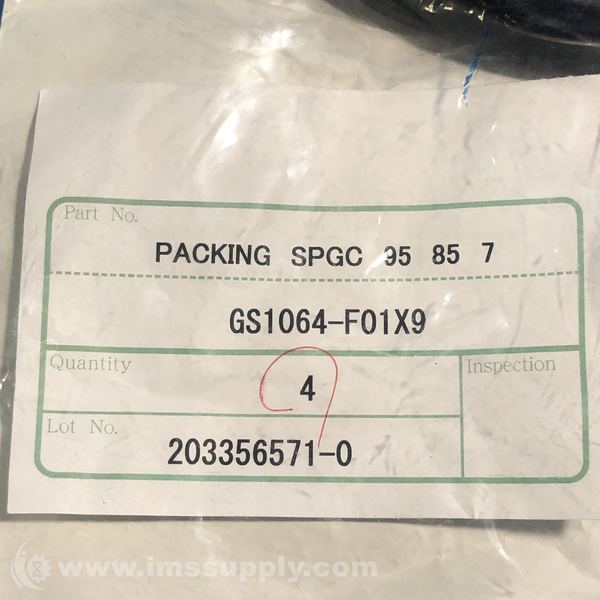 Part No.
PACKING SPGC 95 85 7
GS1064-F01X9
Quantity
Inspection
4
Lot No.
203356571-0
www.imssupply.com